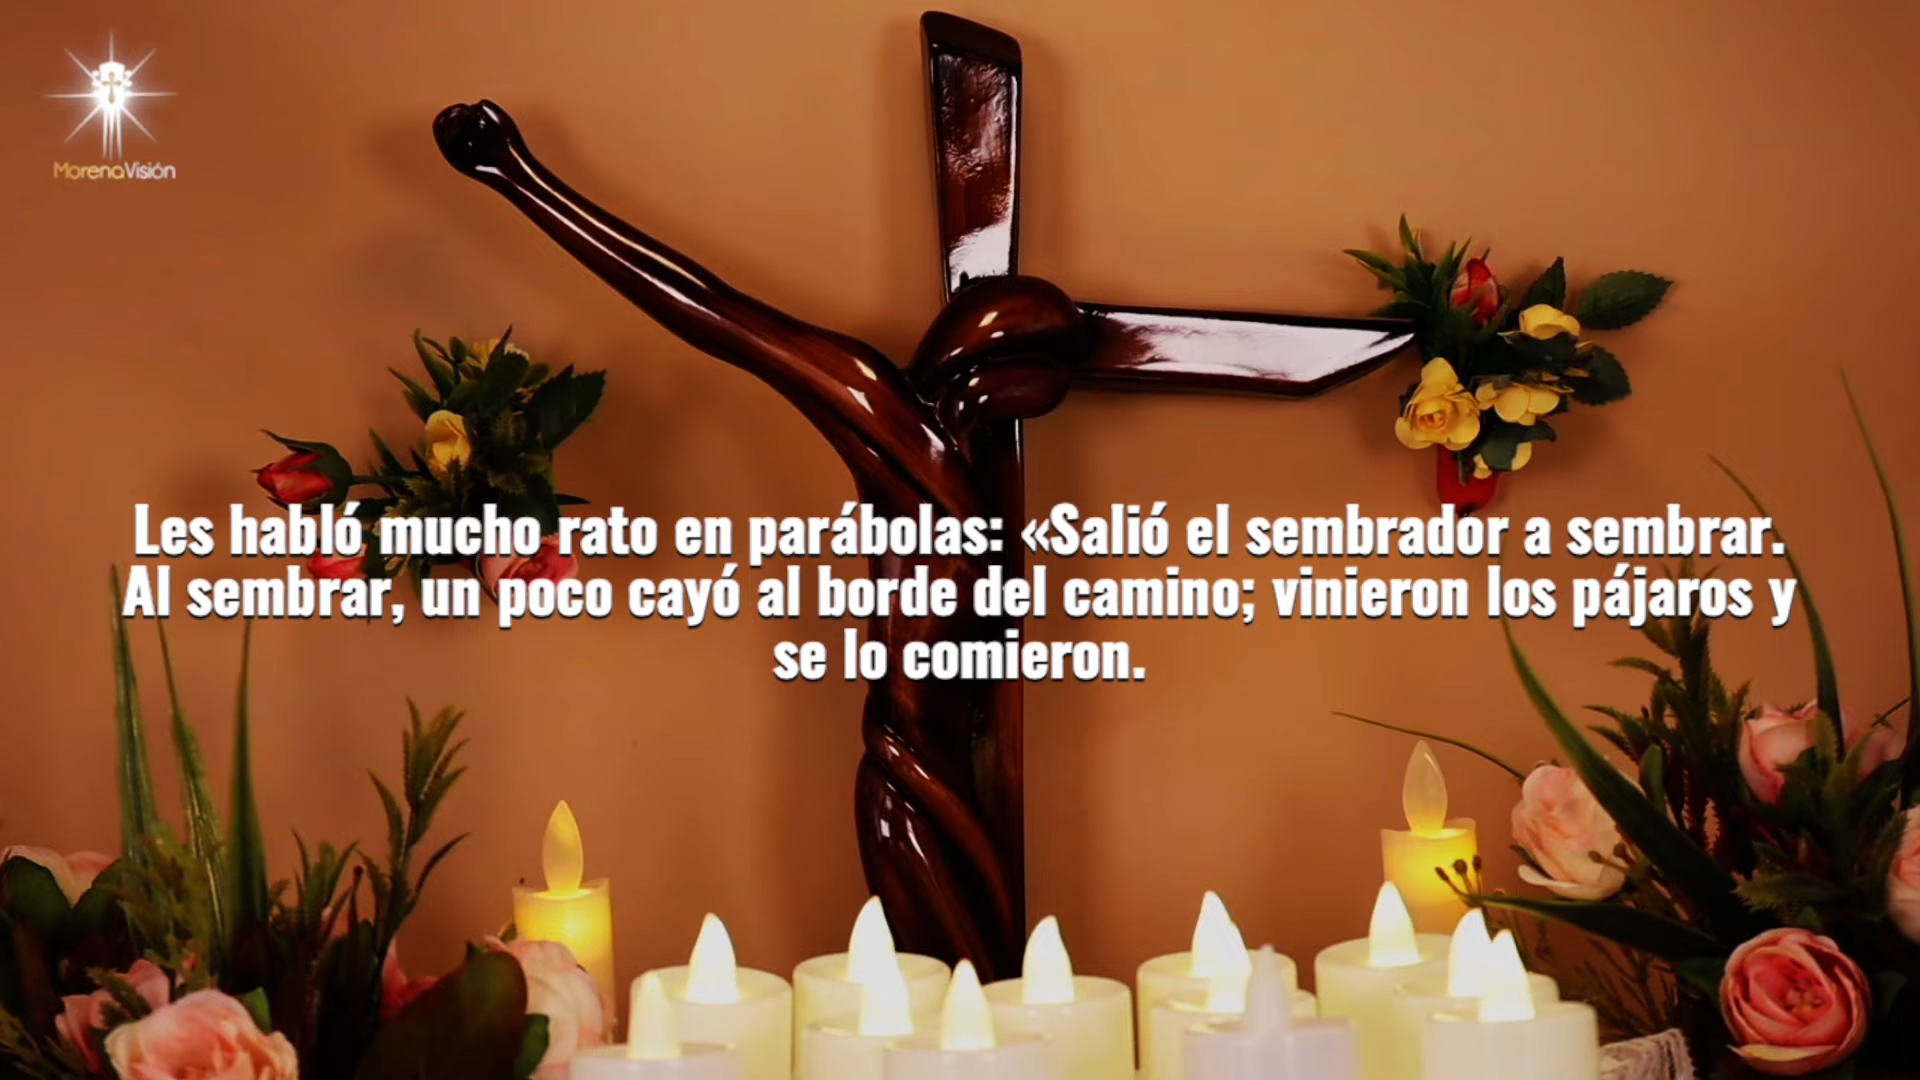 MorenaVisión
Les habló mucho rato en parábolas: «Salió el sembrador a sembrar.
Al sembrar, un poco cayó al borde del camino; vinieron los pájaros y
se lo comieron.